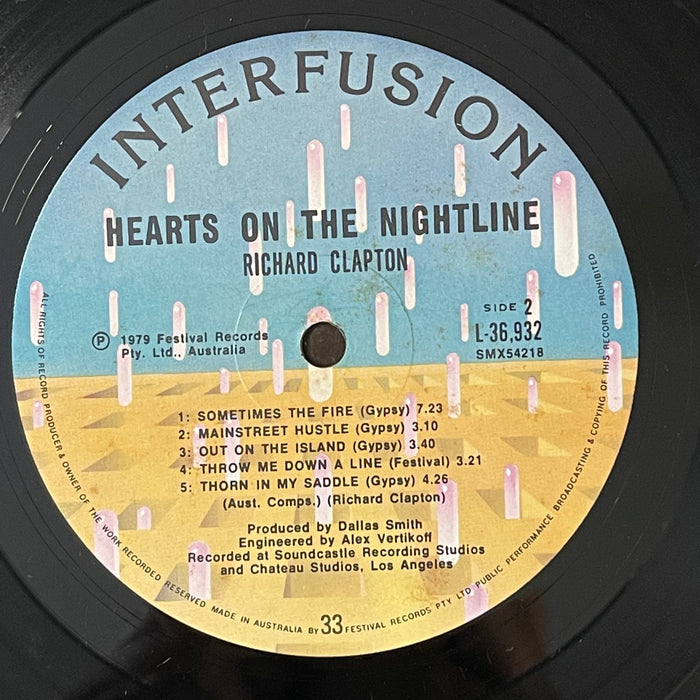 INTERFUSION
HEARTS ON THE NIGHTLINE
RICHARD CLAPTON
SIDE 2
L-36,932
SMX54218
Ⓟ 1979 Festival Records
Pty. Ltd., Australia
1: SOMETIMES THE FIRE (Gypsy) 7.23
2: MAINSTREET HUSTLE (Gypsy) 3.10
3: OUT ON THE ISLAND (Gypsy) 3.40
4: THROW ME DOWN A LINE (Festival) 3.21
5: THORN IN MY SADDLE (Gypsy) 4.26
(Aust. Comps.) (Richard Clapton)
Produced by Dallas Smith
Engineered by Alex Vertikoff
Recorded at Soundcastle Recording Studios
and Chateau Studios, Los Angeles
ALL RIGHTS OF RECORD PRODUCER & OWNER OF THE WORK RECORDED RESERVED MADE IN AUSTRALIA BY 33 FESTIVAL RECORDS PTY LTD PUBLIC PERFORMANCE BROADCASTING & COPYING OF THIS RECORD PROHIBITED